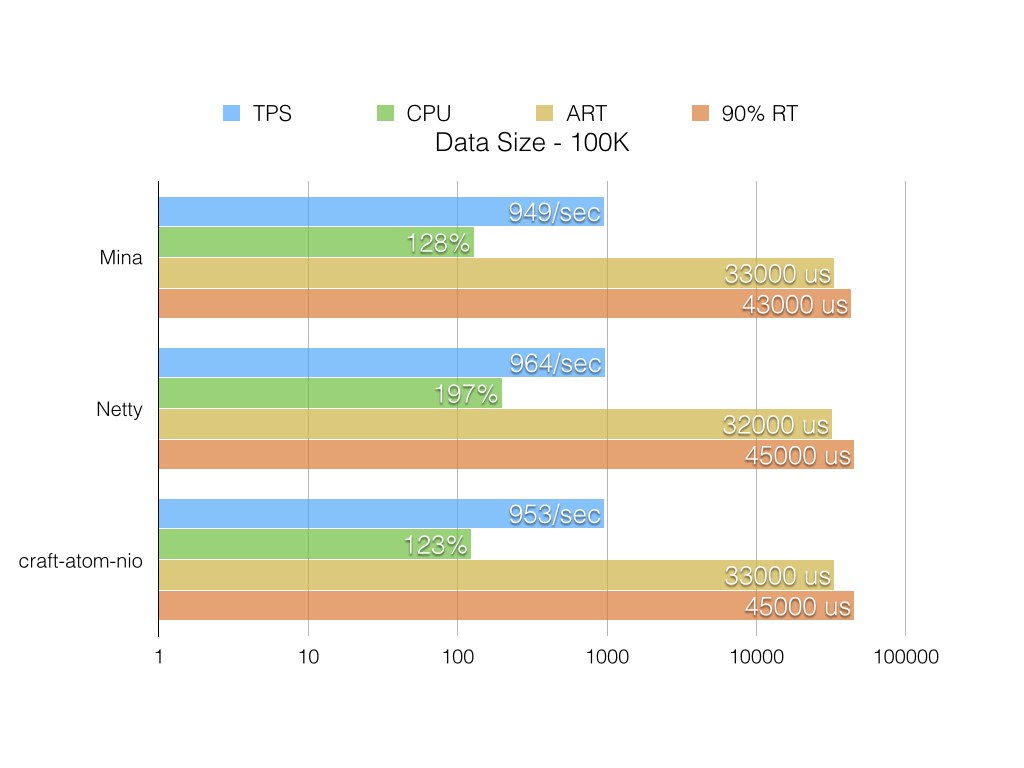 TPS CPU ART 90% RT
Data Size - 100K
949/sec
128%
Mina
33000 us
43000 us
964/sec
197%
Netty
32000 us
45000 us
953/sec
123%
craft-atom-nio
33000 us
45000 us
1 10 100 1000 10000 100000